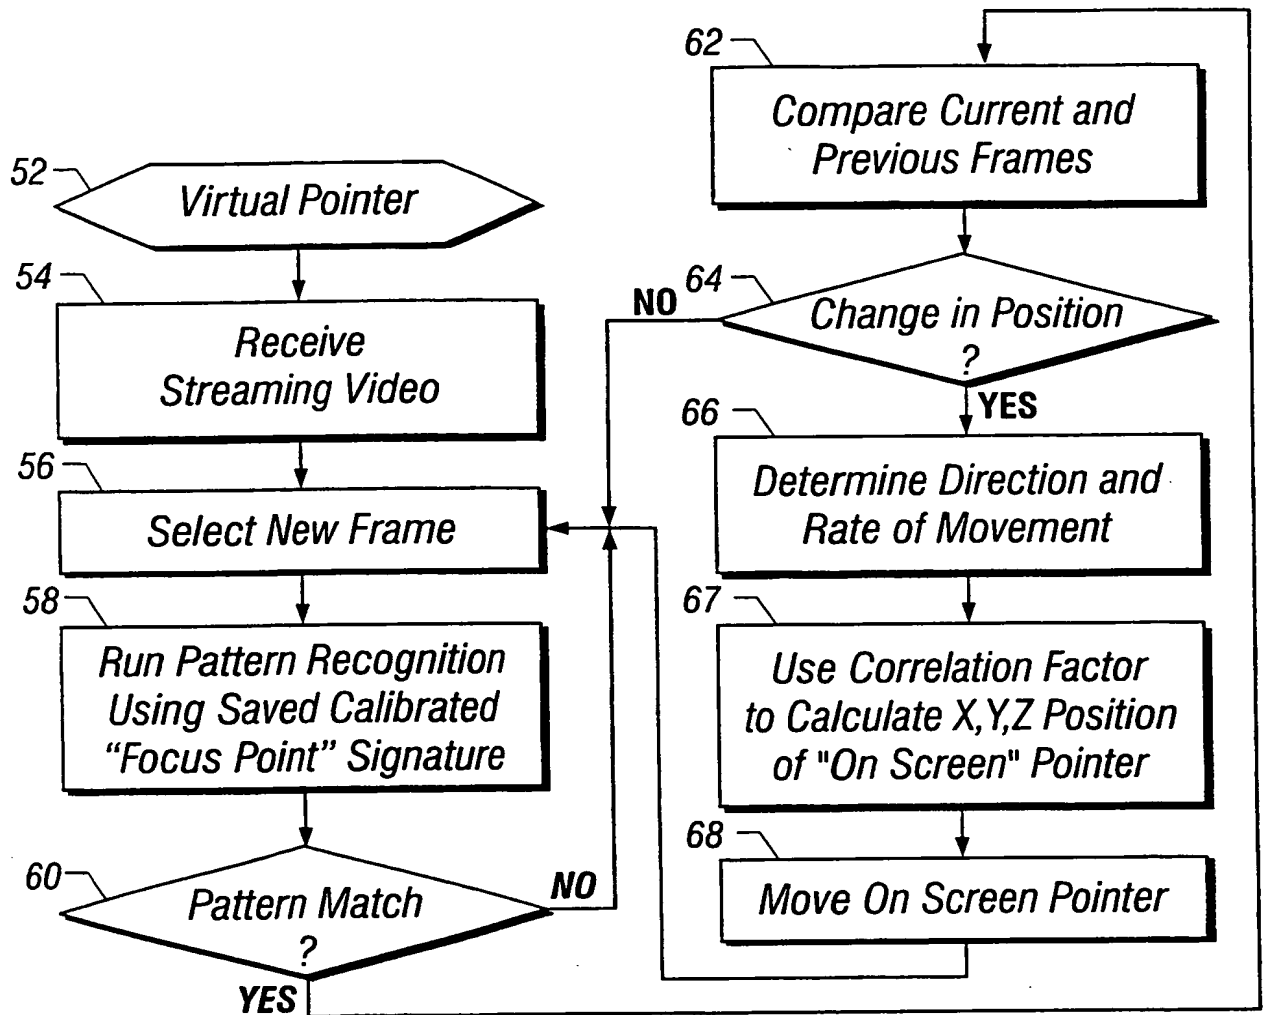 52
Virtual Pointer
54
Receive
Streaming Video
56
Select New Frame
58
Run Pattern Recognition
Using Saved Calibrated
“Focus Point” Signature
60
Pattern Match
?
NO
YES
62
Compare Current and
Previous Frames
64
NO
Change in Position
?
YES
66
Determine Direction and
Rate of Movement
67
Use Correlation Factor
to Calculate X,Y,Z Position
of "On Screen" Pointer
68
Move On Screen Pointer